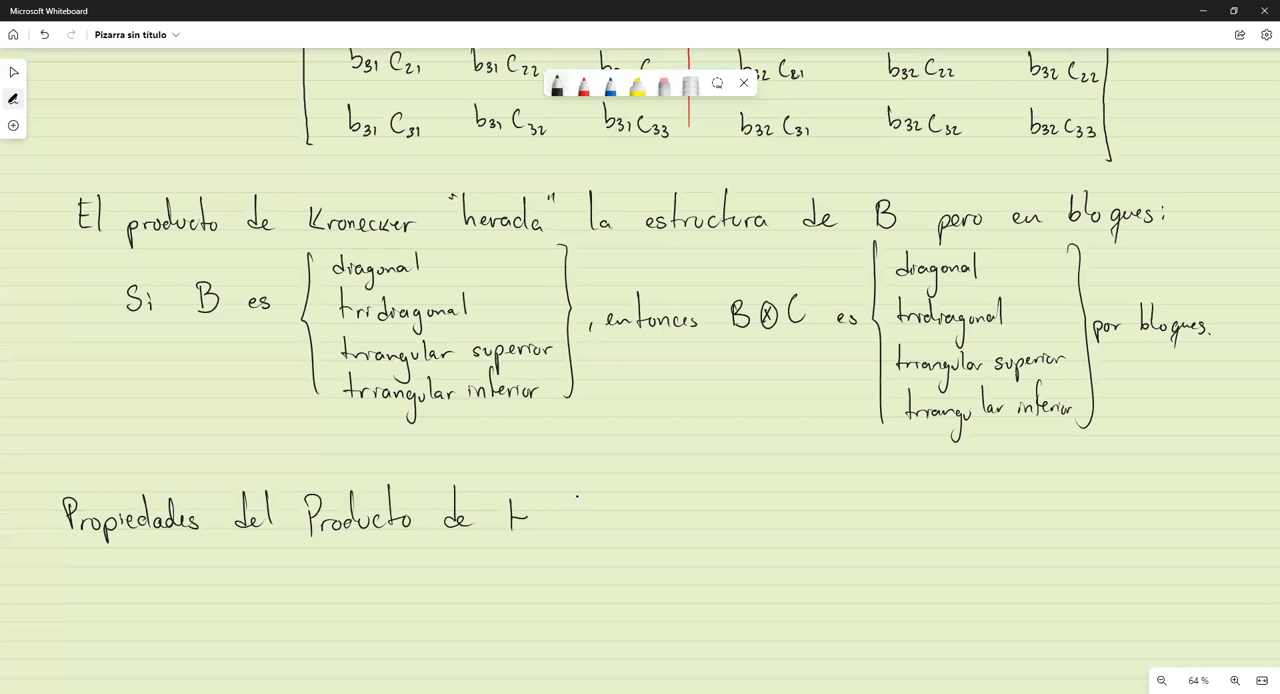 Microsoft Whiteboard
Pizarra sin título
b31 C21 b31 C22 b32 C21 b32 C22 b32 C22
b31 C31 b31 C32 b31 C33 b32 C31 b32 C32 b32 C33
El producto de Kronecker "herada" la estructura de B pero en bloques:
Si B es { diagonal
tridiagonal
triangular superior
triangular inferior } , entonces B⊗C es { diagonal
tridiagonal
triangular superior
triangular inferior } por bloques.
Propiedades del Producto de
64 %